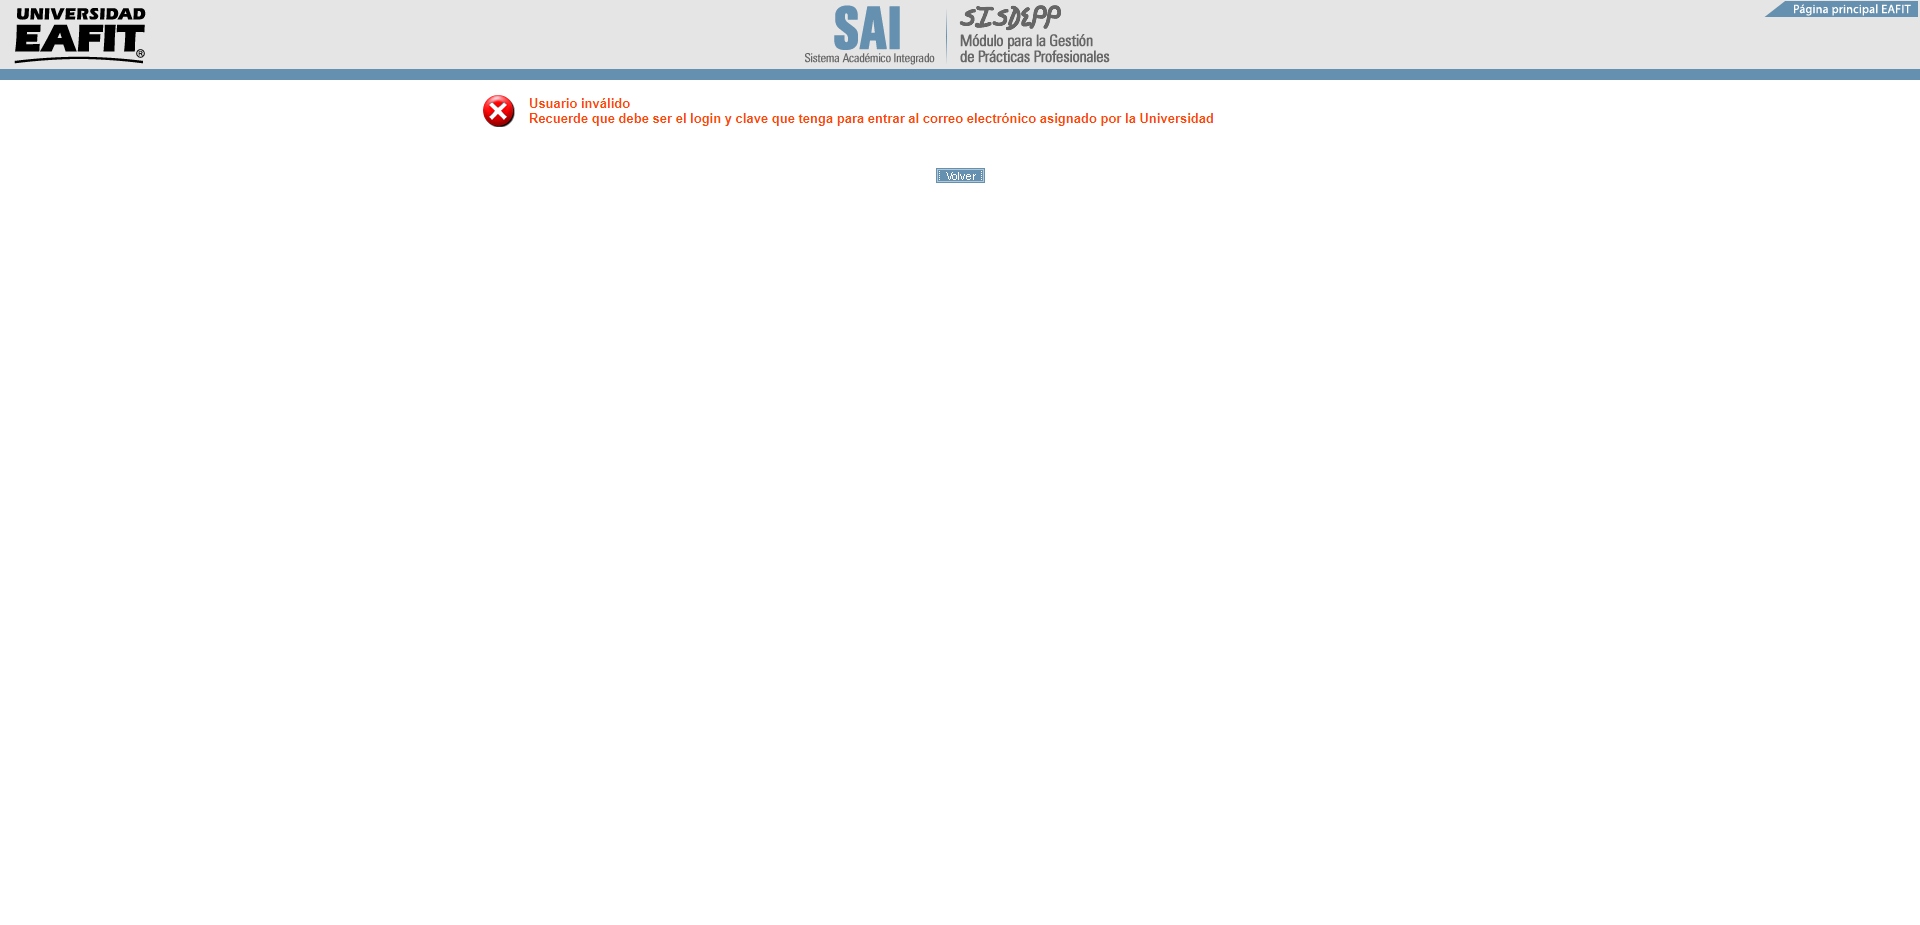 UNIVERSIDAD
EAFIT®
SAI
Sistema Académico Integrado
SISDEPP
Módulo para la Gestión
de Prácticas Profesionales
Página principal EAFIT
Usuario inválido
Recuerde que debe ser el login y clave que tenga para entrar al correo electrónico asignado por la Universidad
Volver